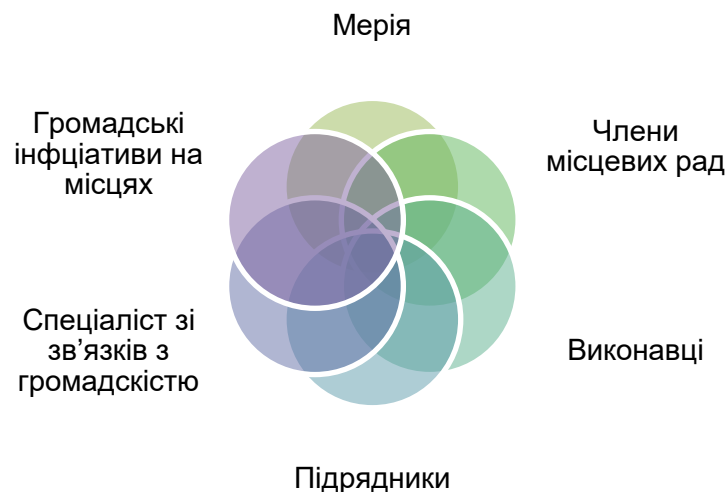 Мерія
Громадські
інфціативи на
місцях
Члени
місцевих рад
Спеціаліст зі
зв’язків з
громадскістю
Виконавці
Підрядники